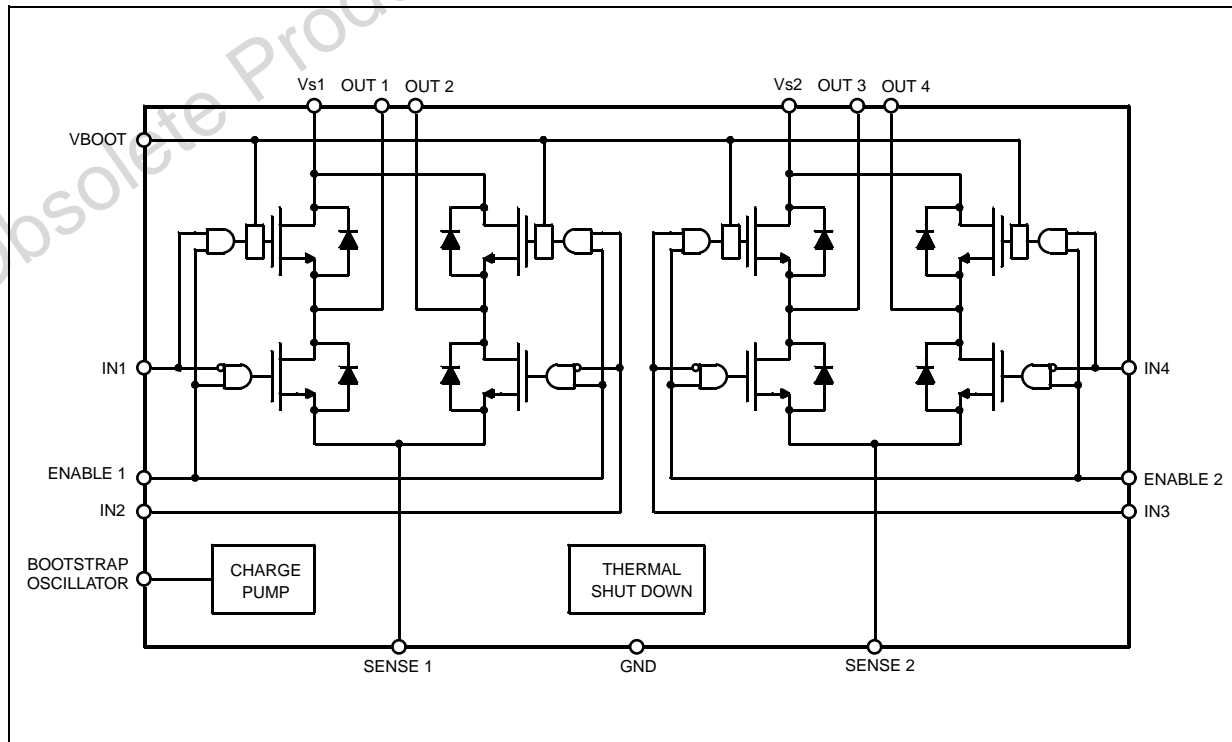 Obsolete Prod
Vs1 OUT 1 OUT 2 Vs2 OUT 3 OUT 4
VBOOT
IN1 IN4
ENABLE 1 ENABLE 2
IN2 IN3
BOOTSTRAP
OSCILLATOR
CHARGE
PUMP
THERMAL
SHUT DOWN
SENSE 1 GND SENSE 2